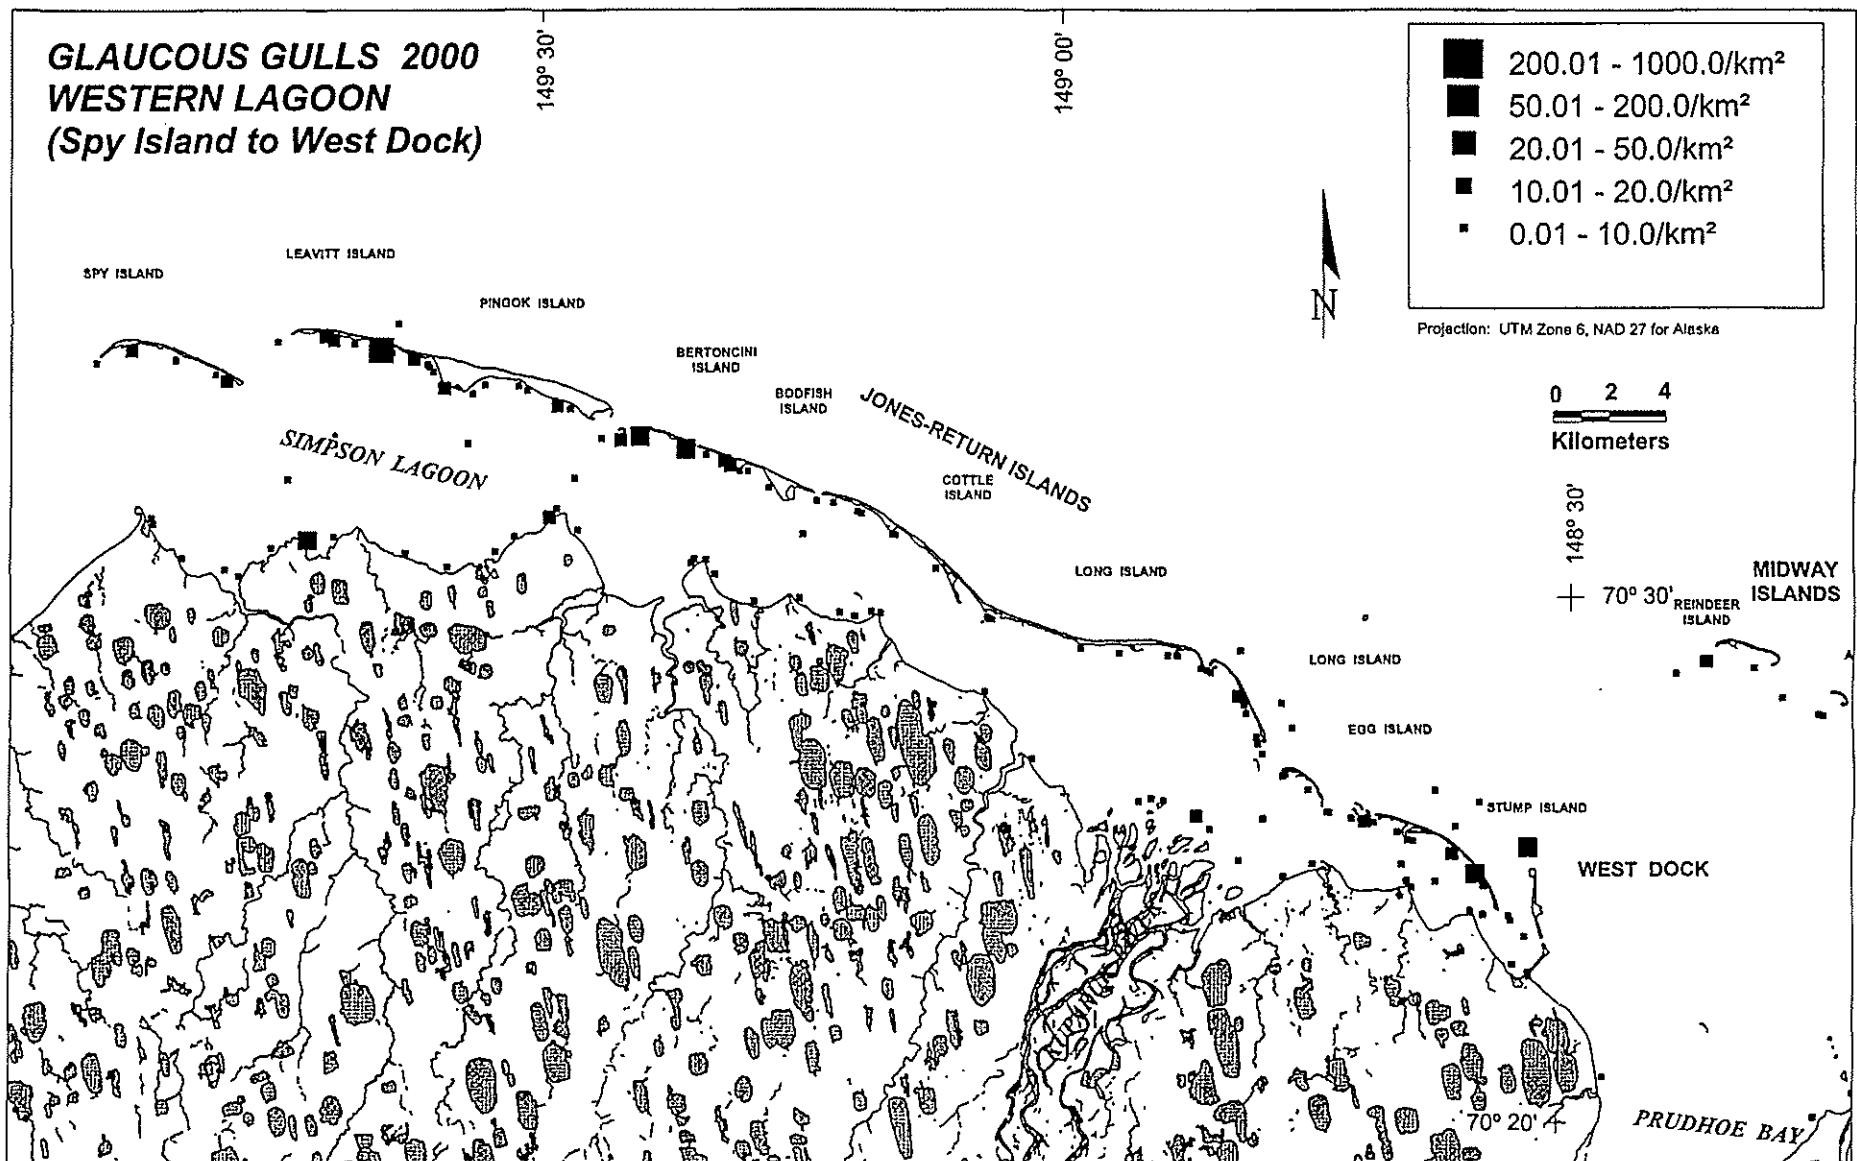 GLAUCOUS GULLS 2000
WESTERN LAGOON
(Spy Island to West Dock)
149° 30'
149° 00'
200.01 - 1000.0/km²
50.01 - 200.0/km²
20.01 - 50.0/km²
10.01 - 20.0/km²
0.01 - 10.0/km²
Projection: UTM Zone 6, NAD 27 for Alaska
N
0 2 4
Kilometers
SPY ISLAND
LEAVITT ISLAND
PINGOK ISLAND
BERTONCINI
ISLAND
BODFISH
ISLAND
JONES-RETURN ISLANDS
COTTLE
ISLAND
SIMPSON LAGOON
LONG ISLAND
148° 30'
70° 30'
MIDWAY
ISLANDS
REINDEER
ISLAND
A
LONG ISLAND
EGG ISLAND
STUMP ISLAND
WEST DOCK
KUPARUK RIVER
70° 20'
PRUDHOE BAY